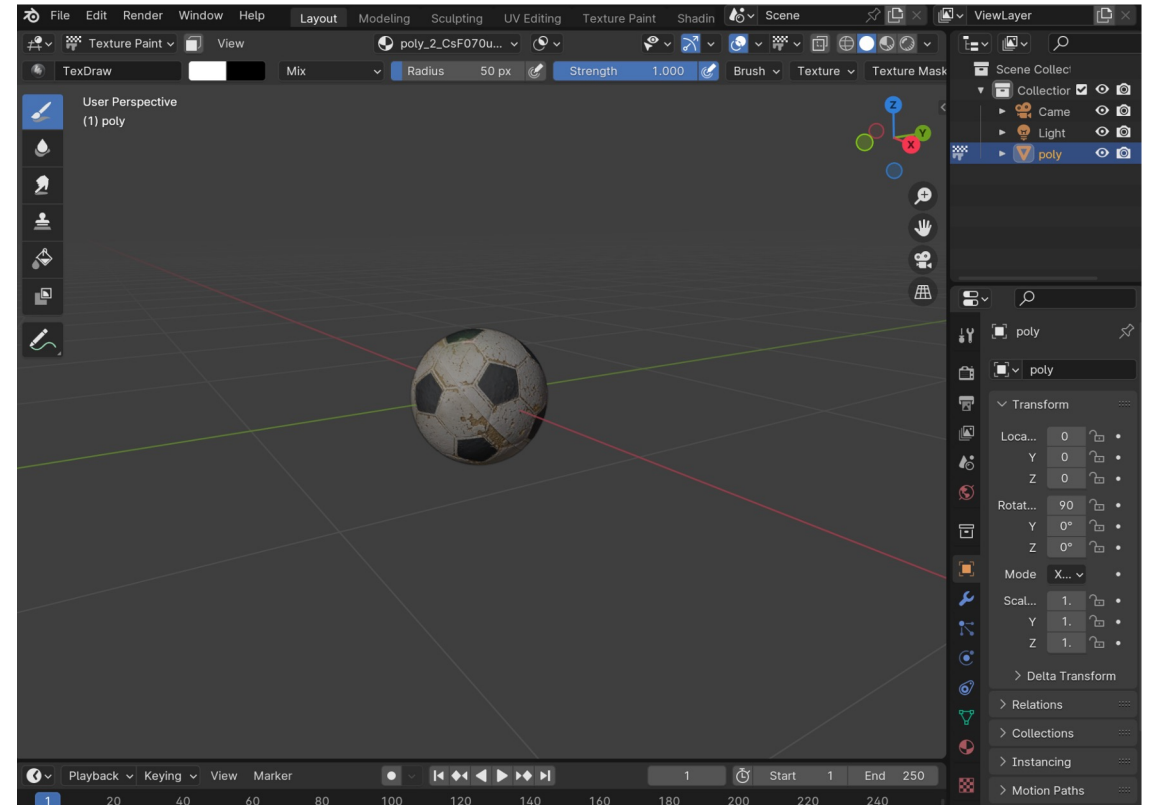 File Edit Render Window Help Layout Modeling Sculpting UV Editing Texture Paint Shadin Scene ViewLayer
Texture Paint View poly_2_CsF070u...
TexDraw Mix Radius 50 px Strength 1.000 Brush Texture Texture Mask
User Perspective
(1) poly
Z
Y
X
Scene Collec
Collection
Came
Light
poly
poly
poly
Transform
Loca... 0
Y 0
Z 0
Rotat... 90
Y 0°
Z 0°
Mode X...
Scal... 1.
Y 1.
Z 1.
Delta Transform
Relations
Collections
Instancing
Motion Paths
Playback Keying View Marker 1 Start 1 End 250
1 20 40 60 80 100 120 140 160 180 200 220 240